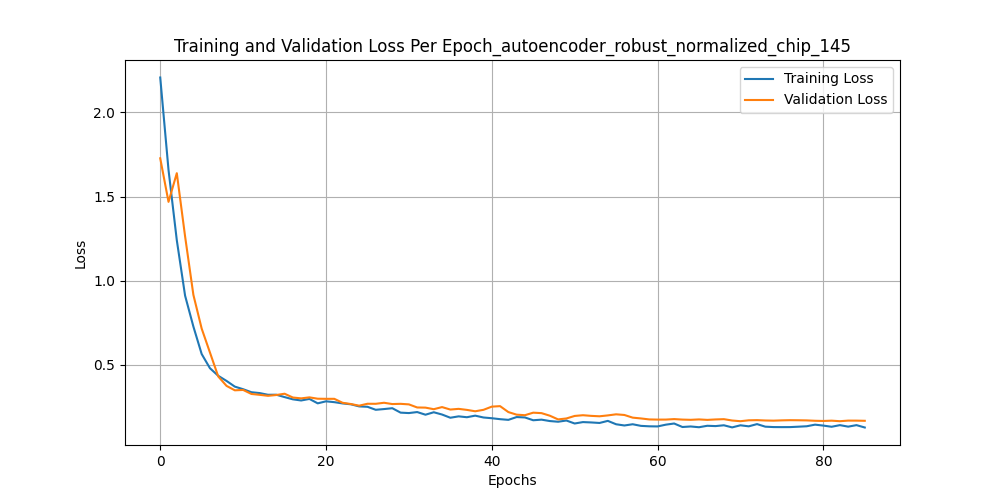 Training and Validation Loss Per Epoch_autoencoder_robust_normalized_chip_145
Training Loss
Validation Loss
2.0
1.5
1.0
0.5
Loss
0
20
40
60
80
Epochs